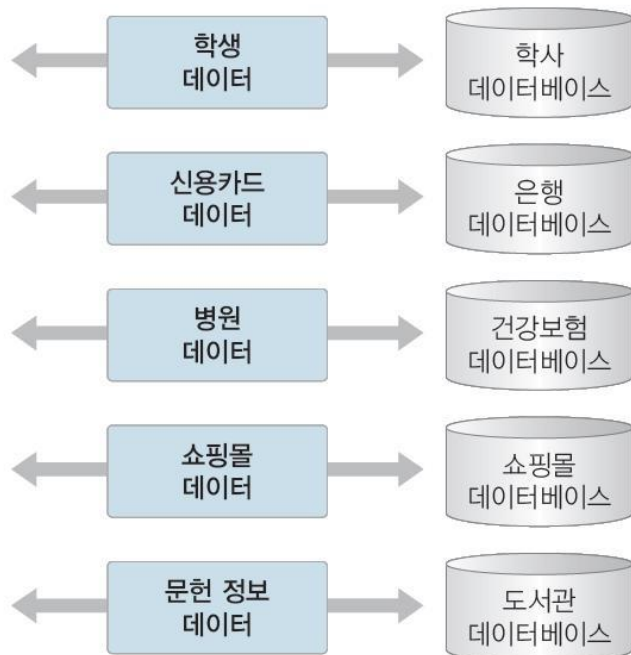 학생
데이터
학사
데이터베이스
신용카드
데이터
은행
데이터베이스
병원
데이터
건강보험
데이터베이스
쇼핑몰
데이터
쇼핑몰
데이터베이스
문헌 정보
데이터
도서관
데이터베이스